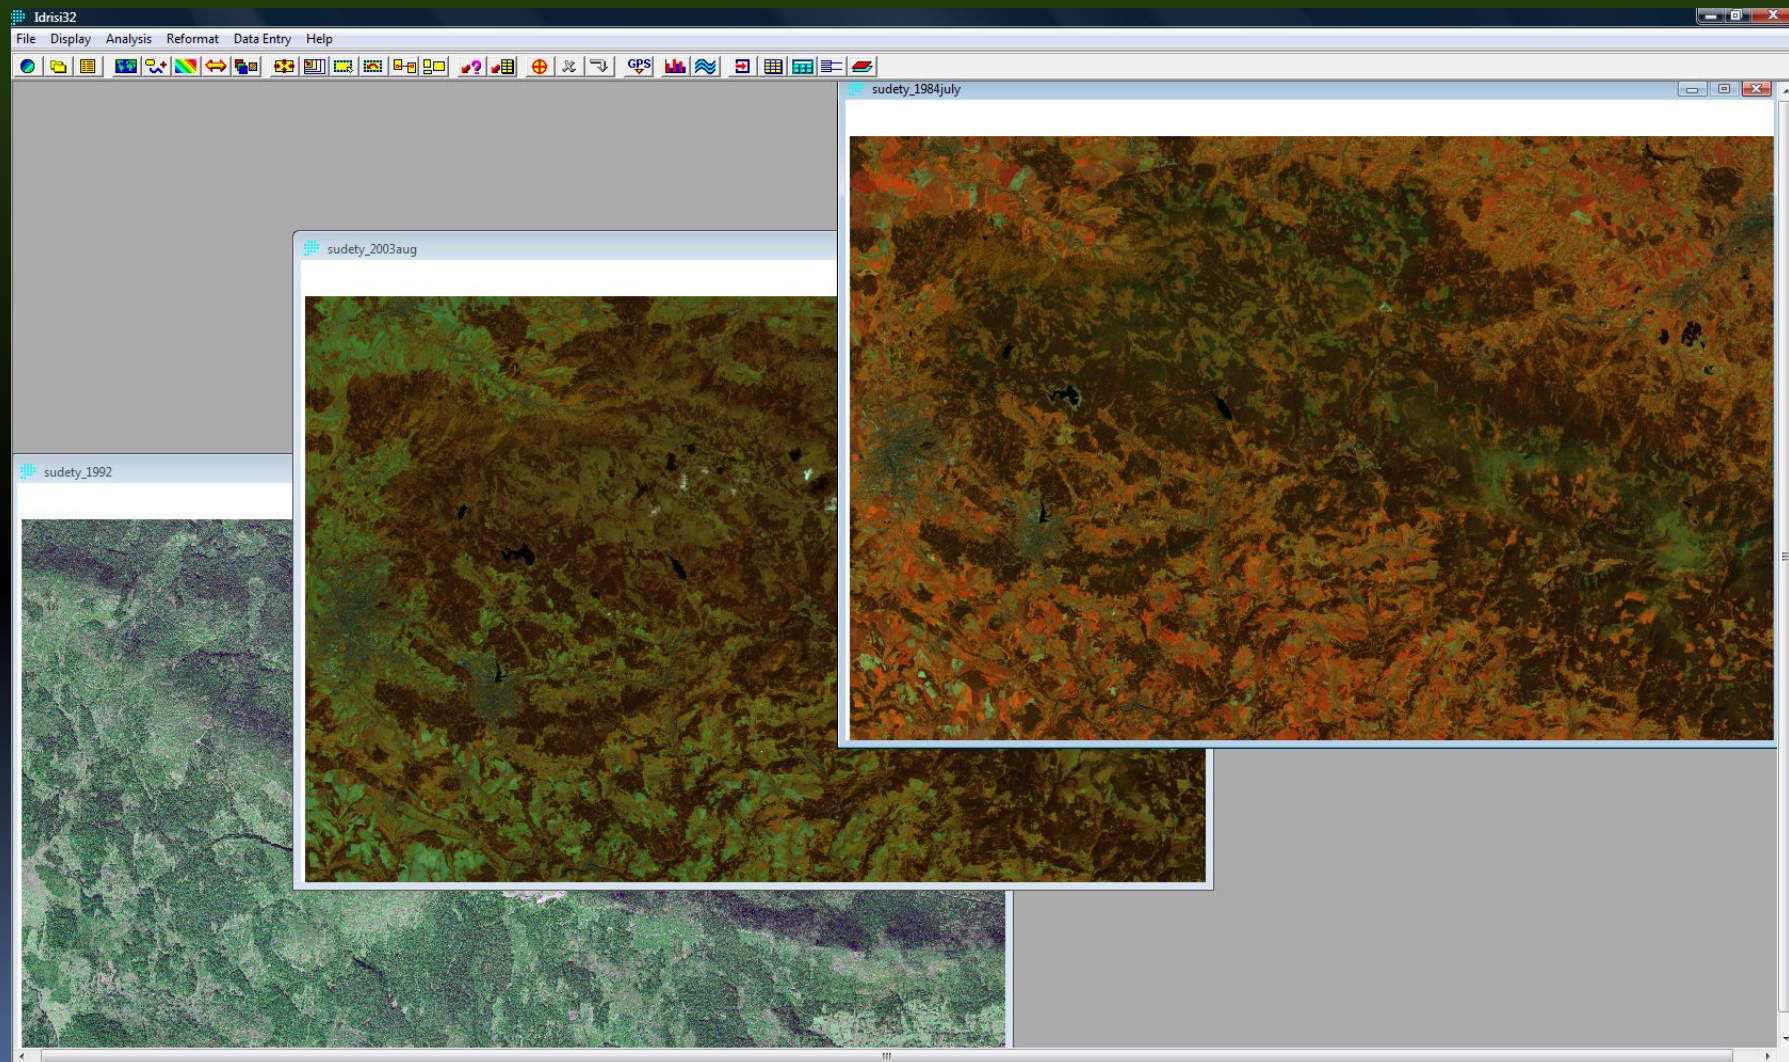 Idrisi32
File Display Analysis Reformat Data Entry Help
GPS
sudety_1984july
sudety_2003aug
sudety_1992